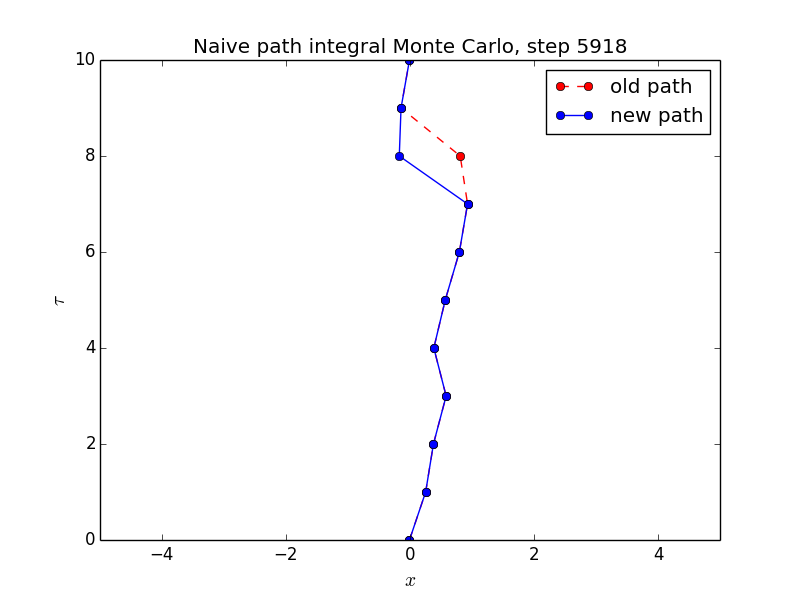 Naive path integral Monte Carlo, step 5918
old path
new path
10
8
6
4
2
0
τ
−4
−2
0
2
4
x